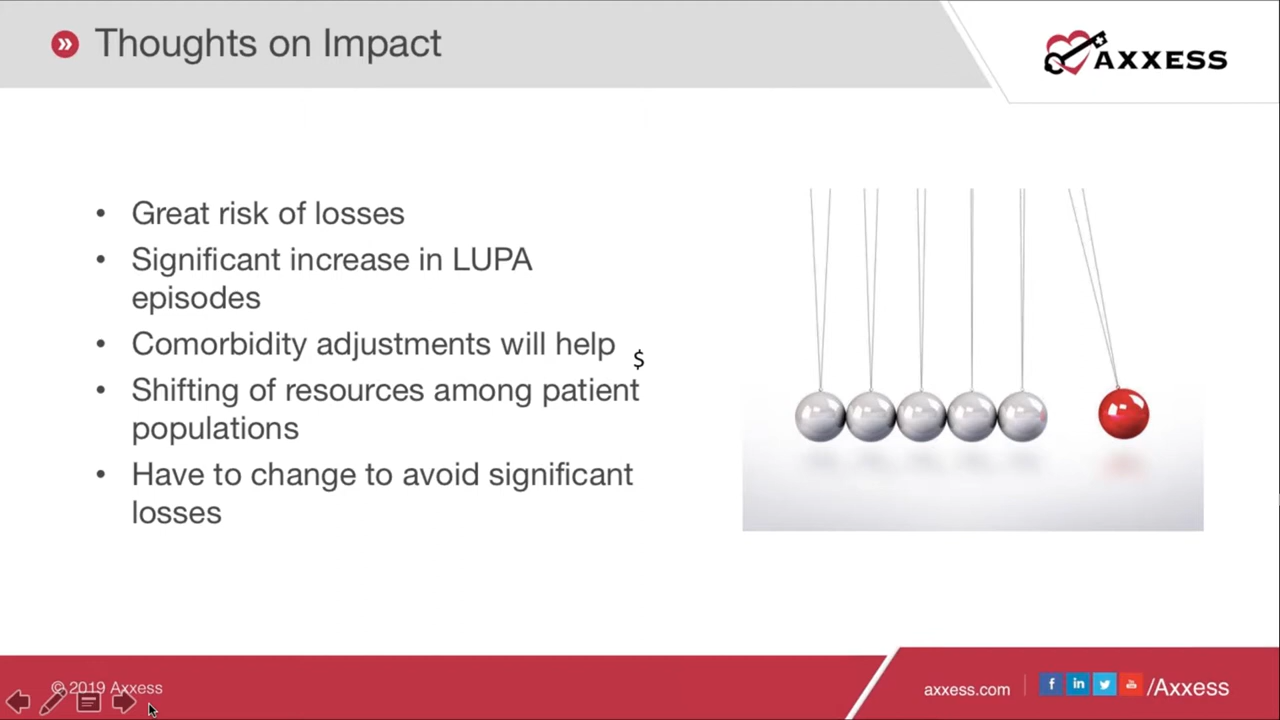 Thoughts on Impact
AXXESS
• Great risk of losses
• Significant increase in LUPA
episodes
• Comorbidity adjustments will help
$
• Shifting of resources among patient
populations
• Have to change to avoid significant
losses
© 2019 Axxess
axxess.com
/Axxess